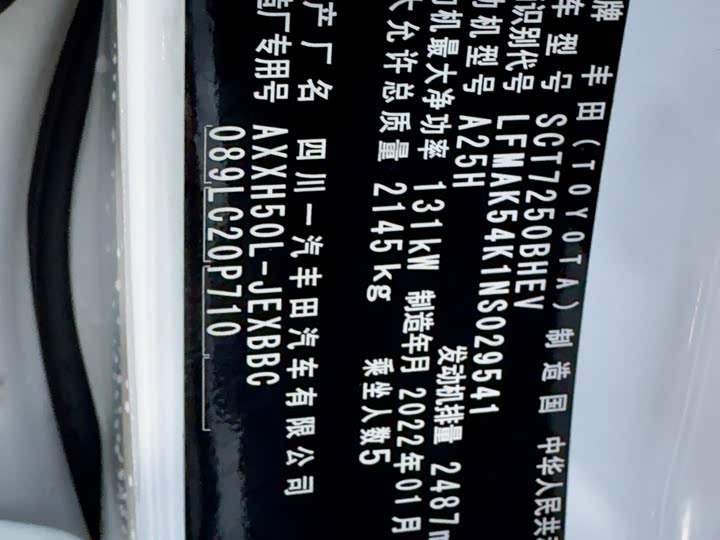 牌 丰田(TOYOTA) 制造国 中华人民共
车型号 SCT7250BHEV
识别代号 LFMAK54K1NS029541
机型号 A25H 发动机排量 2487m
机最大净功率 131kW 制造年月 2022年01月
大允许总质量 2145kg 乘坐人数5
产厂名 四川一汽丰田汽车有限公司
造厂专用号 AXXH50L-JEXBBC
089LC20P710